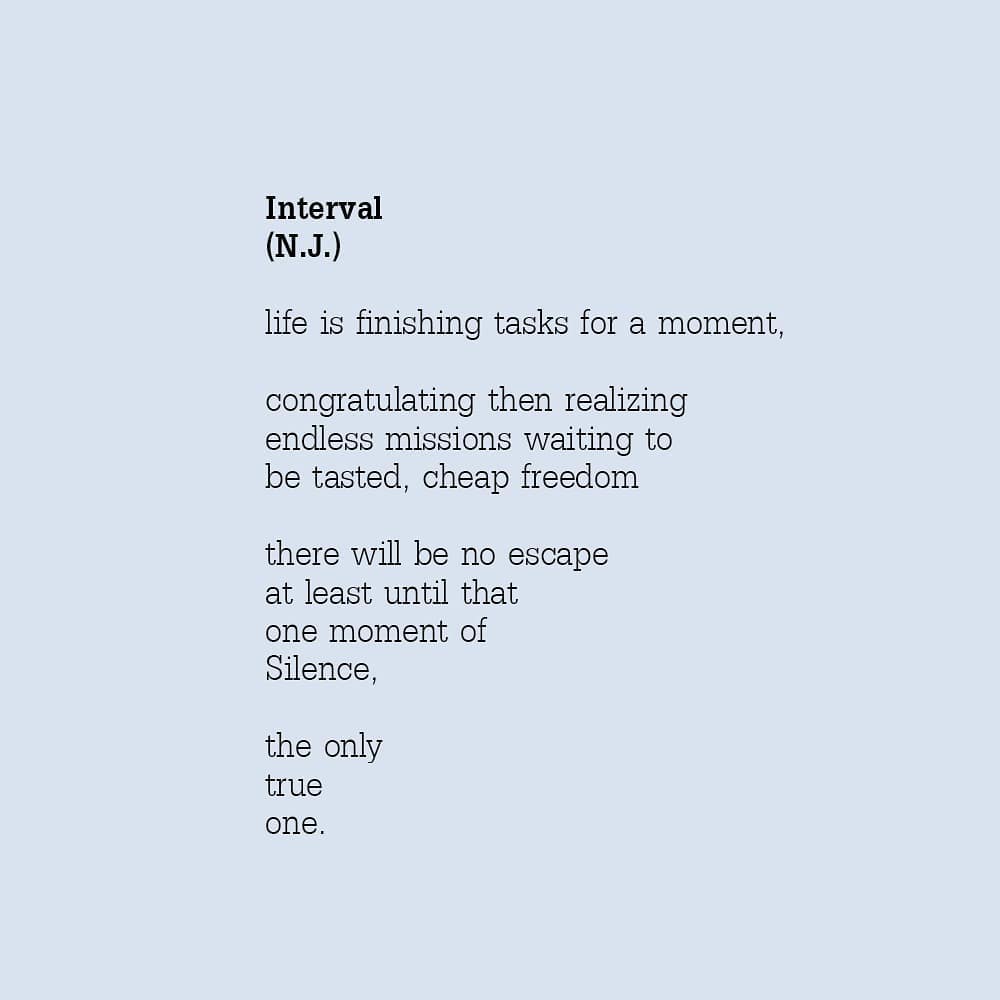 Interval
(N.J.)
life is finishing tasks for a moment,
congratulating then realizing
endless missions waiting to
be tasted, cheap freedom
there will be no escape
at least until that
one moment of
Silence,
the only
true
one.